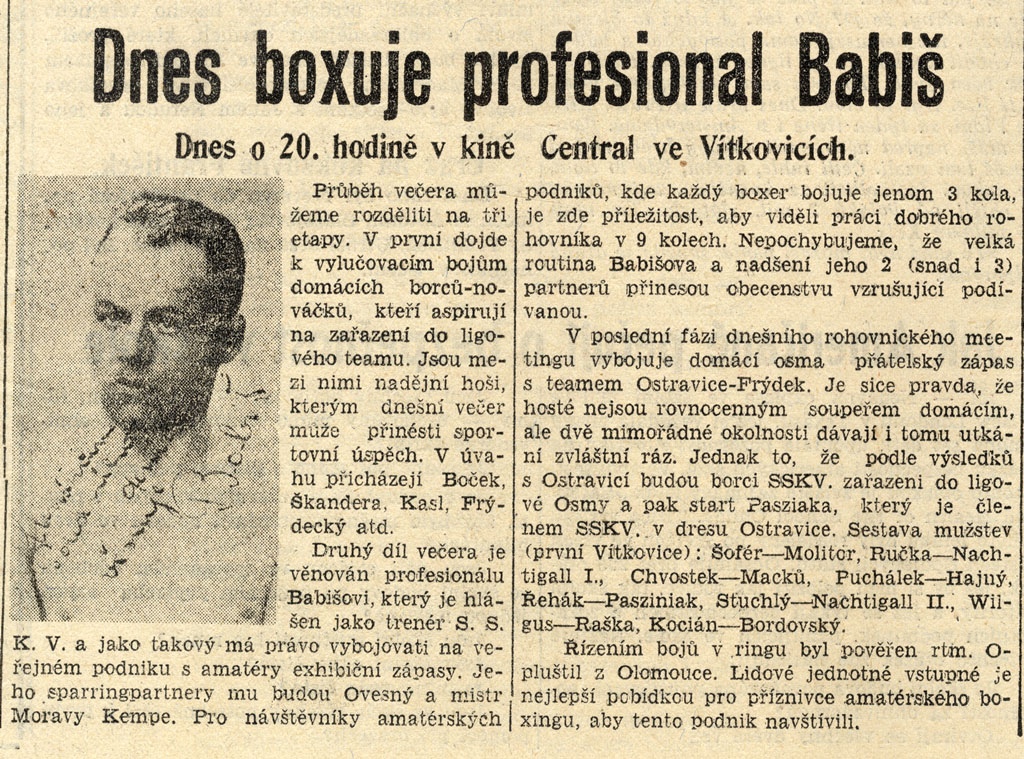 Dnes boxuje profesional Babiš
Dnes o 20. hodině v kině Central ve Vítkovicích.
Průběh večera mů-
žeme rozděliti na tři
etapy. V první dojde
k vylučovacím bojům
domácích borců-no-
váčků, kteří aspirují
na zařazení do ligo-
vého teamu. Jsou me-
zi nimi nadějní hoši,
kterým dnešní večer
může přinésti spor-
tovní úspěch. V úva-
hu přicházejí Boček,
Škandera, Kasl, Frý-
decký atd.
Druhý díl večera je
věnován profesionálu
Babišovi, který je hlá-
šen jako trenér S. S.
K. V. a jako takový má právo vybojovati na ve-
řejném podniku s amatéry exhibiční zápasy. Je-
ho sparringpartnery mu budou Ovesný a mistr
Moravy Kempe. Pro návštěvníky amatérských
podniků, kde každý boxer bojuje jenom 3 kola,
je zde příležitost, aby viděli práci dobrého ro-
hovníka v 9 kolech. Nepochybujeme, že velká
routina Babišova a nadšení jeho 2 (snad i 3)
partnerů přinesou obecenstvu vzrušující podí-
vanou.
V poslední fázi dnešního rohovnického mee-
tingu vybojuje domácí osma přátelský zápas
s teamem Ostravice-Frýdek. Je sice pravda, že
hosté nejsou rovnocenným soupeřem domácím,
ale dvě mimořádné okolnosti dávají i tomu utká-
ní zvláštní ráz. Jednak to, že podle výsledků
s Ostravicí budou borci SSKV. zařazeni do ligo-
vé Osmy a pak start Pasziaka, který je čle-
nem SSKV. v dresu Ostravice. Sestava mužstev
(první Vítkovice): Šofér—Molitor, Ručka—Nach-
tigall I., Chvostek—Macků, Puchálek—Hajný,
Řehák—Pasziniak, Stuchlý—Nachtigall II., Wil-
gus—Raška, Kocián—Bordovský.
Řízením bojů v ringu byl pověřen rtm. O-
pluštil z Olomouce. Lidové jednotné vstupné je
nejlepší pobídkou pro příznivce amatérského bo-
xingu, aby tento podnik navštívili.